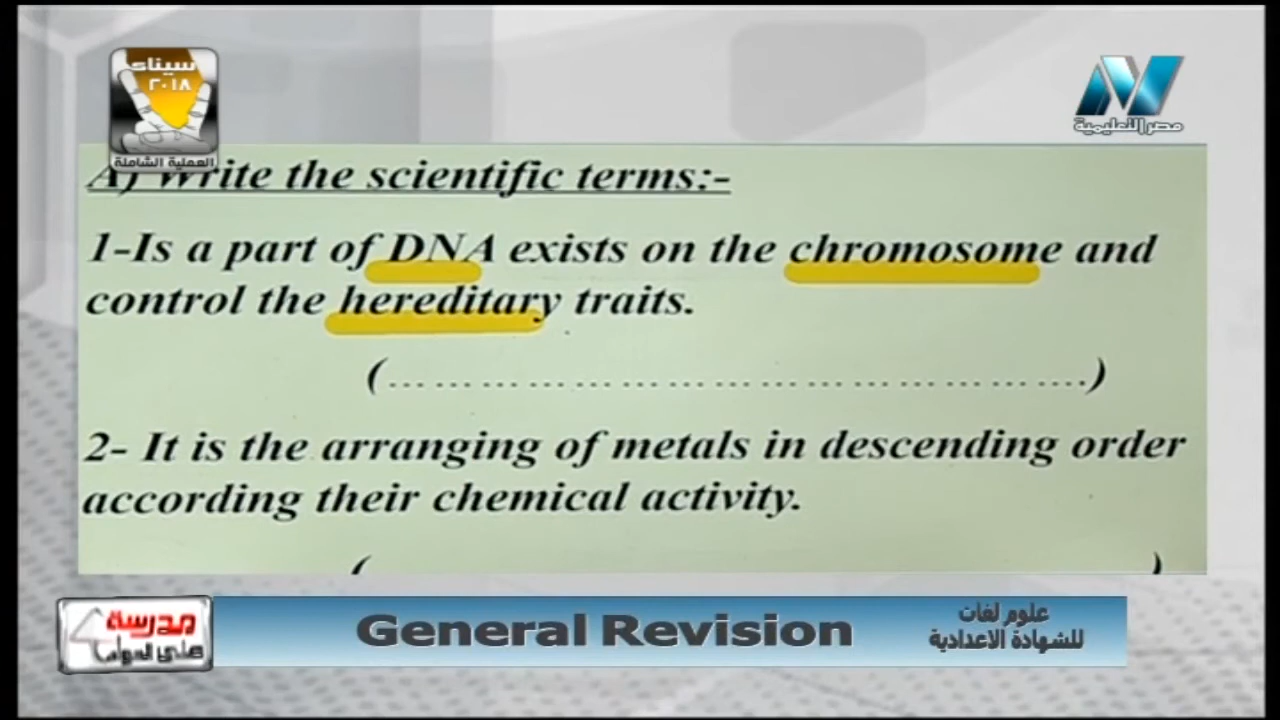 سيناء
٢٠١٨
العملية الشاملة
مصر التعليمية
A) Write the scientific terms:-
1-Is a part of DNA exists on the chromosome and
control the hereditary traits.
(................................................)
2- It is the arranging of metals in descending order
according their chemical activity.
( )
مدرسة
على الهواء
General Revision
علوم لغات
للشهادة الاعدادية